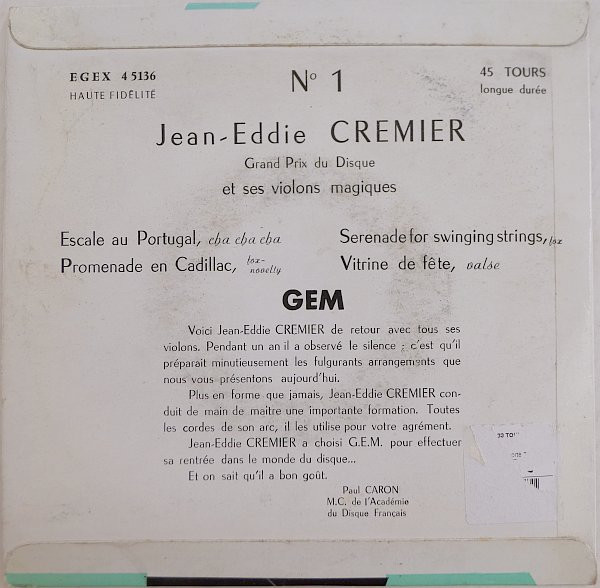 EGEX 45136
HAUTE FIDÉLITÉ
N° 1
45 TOURS
longue durée
Jean-Eddie CREMIER
Grand Prix du Disque
et ses violons magiques
Escale au Portugal, cha cha cha
Promenade en Cadillac, fox-novelty
Serenade for swinging strings, fox
Vitrine de fête, valse
GEM
Voici Jean-Eddie CREMIER de retour avec tous ses
violons. Pendant un an il a observé le silence ; c'est qu'il
préparait minutieusement les fulgurants arrangements que
nous vous présentons aujourd'hui.
Plus en forme que jamais, Jean-Eddie CREMIER con-
duit de main de maitre une importante formation. Toutes
les cordes de son arc, il les utilise pour votre agrément.
Jean-Eddie CREMIER a choisi G.E.M. pour effectuer
sa rentrée dans le monde du disque...
Et on sait qu'il a bon goût.
Paul CARON
M.C. de l'Académie
du Disque Français